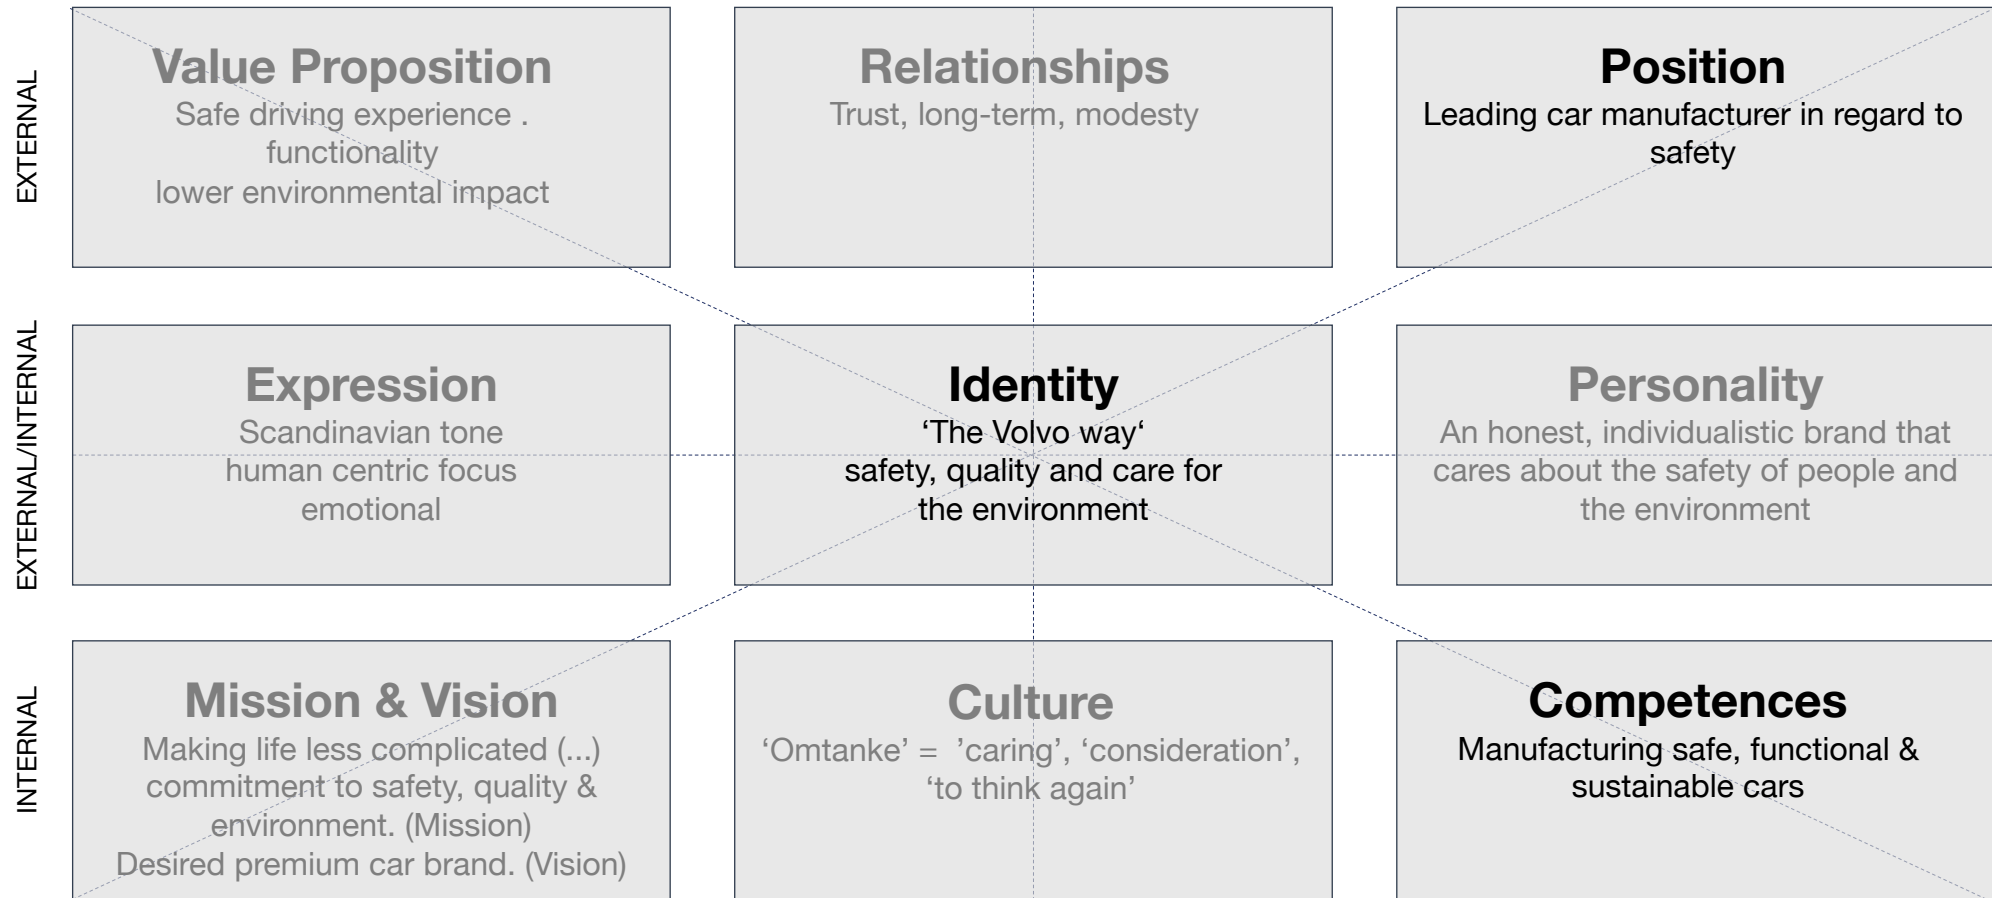 EXTERNAL
Value Proposition
Safe driving experience .
functionality
lower environmental impact
Relationships
Trust, long-term, modesty
Position
Leading car manufacturer in regard to
safety
EXTERNAL/INTERNAL
Expression
Scandinavian tone
human centric focus
emotional
Identity
‘The Volvo way‘
safety, quality and care for
the environment
Personality
An honest, individualistic brand that
cares about the safety of people and
the environment
INTERNAL
Mission & Vision
Making life less complicated (...)
commitment to safety, quality &
environment. (Mission)
Desired premium car brand. (Vision)
Culture
‘Omtanke’ = ’caring’, ‘consideration’,
‘to think again’
Competences
Manufacturing safe, functional &
sustainable cars